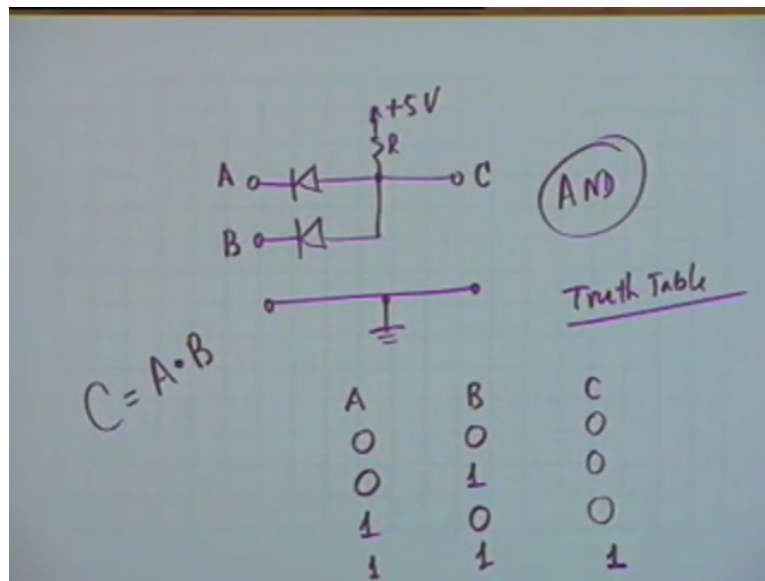 +5V
R
A C
B
AND
Truth Table
C = A·B
A B C
0 0 0
0 1 0
1 0 0
1 1 1